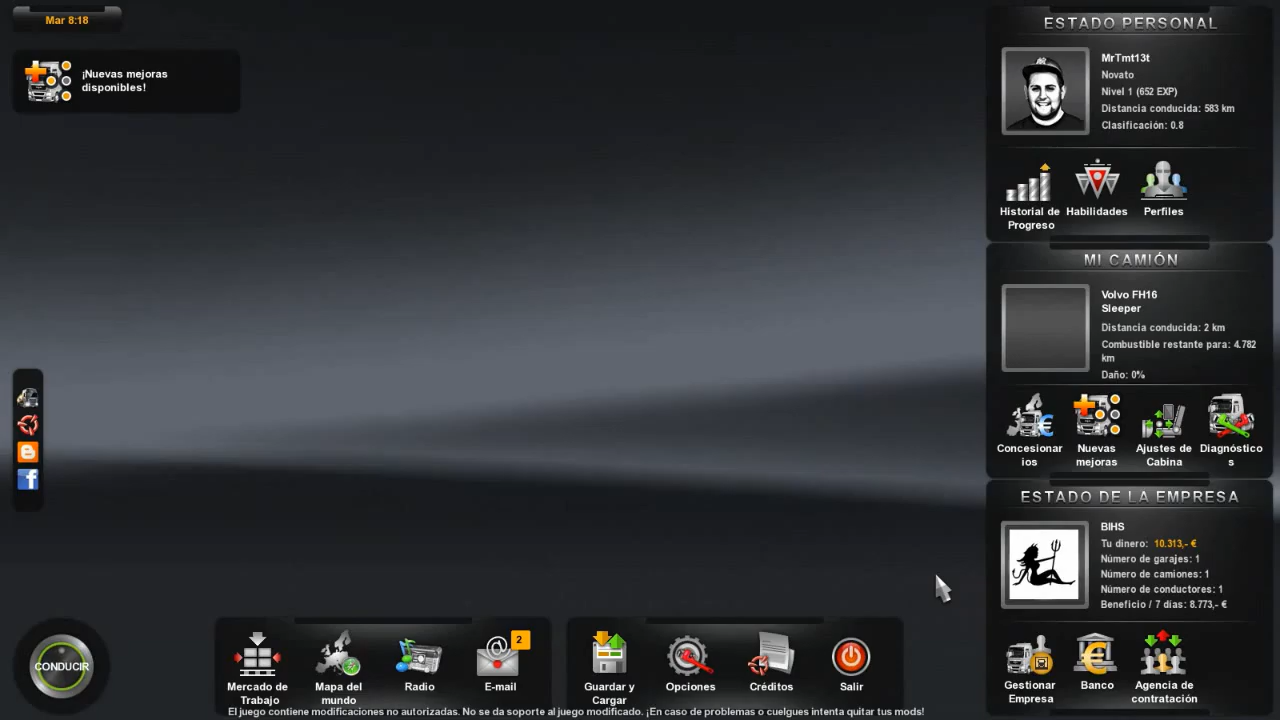 Mar 8:18
¡Nuevas mejoras
disponibles!
ESTADO PERSONAL
MrTmt13t
Novato
Nivel 1 (652 EXP)
Distancia conducida: 583 km
Clasificación: 0.8
Historial de
Progreso
Habilidades
Perfiles
MI CAMIÓN
Volvo FH16
Sleeper
Distancia conducida: 2 km
Combustible restante para: 4.782
km
Daño: 0%
Concesionar
ios
Nuevas
mejoras
Ajustes de
Cabina
Diagnóstico
s
ESTADO DE LA EMPRESA
BIHS
Tu dinero: 10.313,- €
Número de garajes: 1
Número de camiones: 1
Número de conductores: 1
Beneficio / 7 días: 8.773,- €
Gestionar
Empresa
Banco
Agencia de
contratación
CONDUCIR
Mercado de
Trabajo
Mapa del
mundo
Radio
2
E-mail
Guardar y
Cargar
Opciones
Créditos
Salir
El juego contiene modificaciones no autorizadas. No se da soporte al juego modificado. ¡En caso de problemas o cuelgues intenta quitar tus mods!